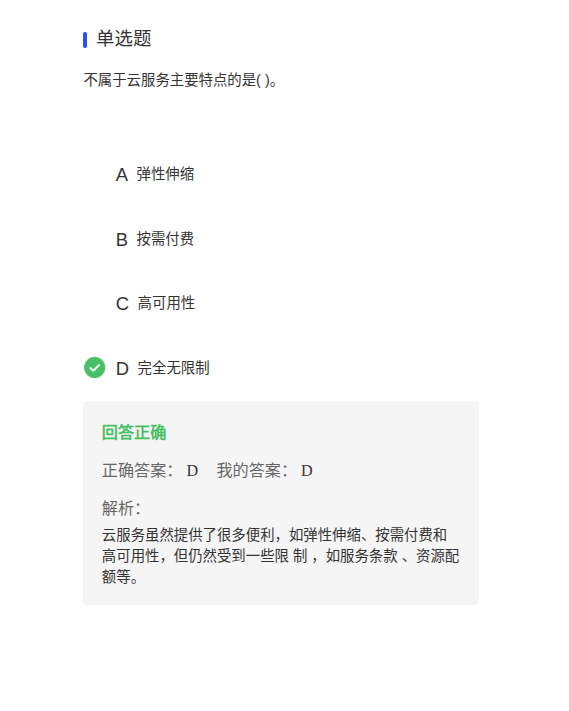 单选题
不属于云服务主要特点的是( )。
A 弹性伸缩
B 按需付费
C 高可用性
D 完全无限制
回答正确
正确答案： D 我的答案： D
解析：
云服务虽然提供了很多便利，如弹性伸缩、按需付费和
高可用性，但仍然受到一些限 制 ，如服务条款 、资源配
额等。